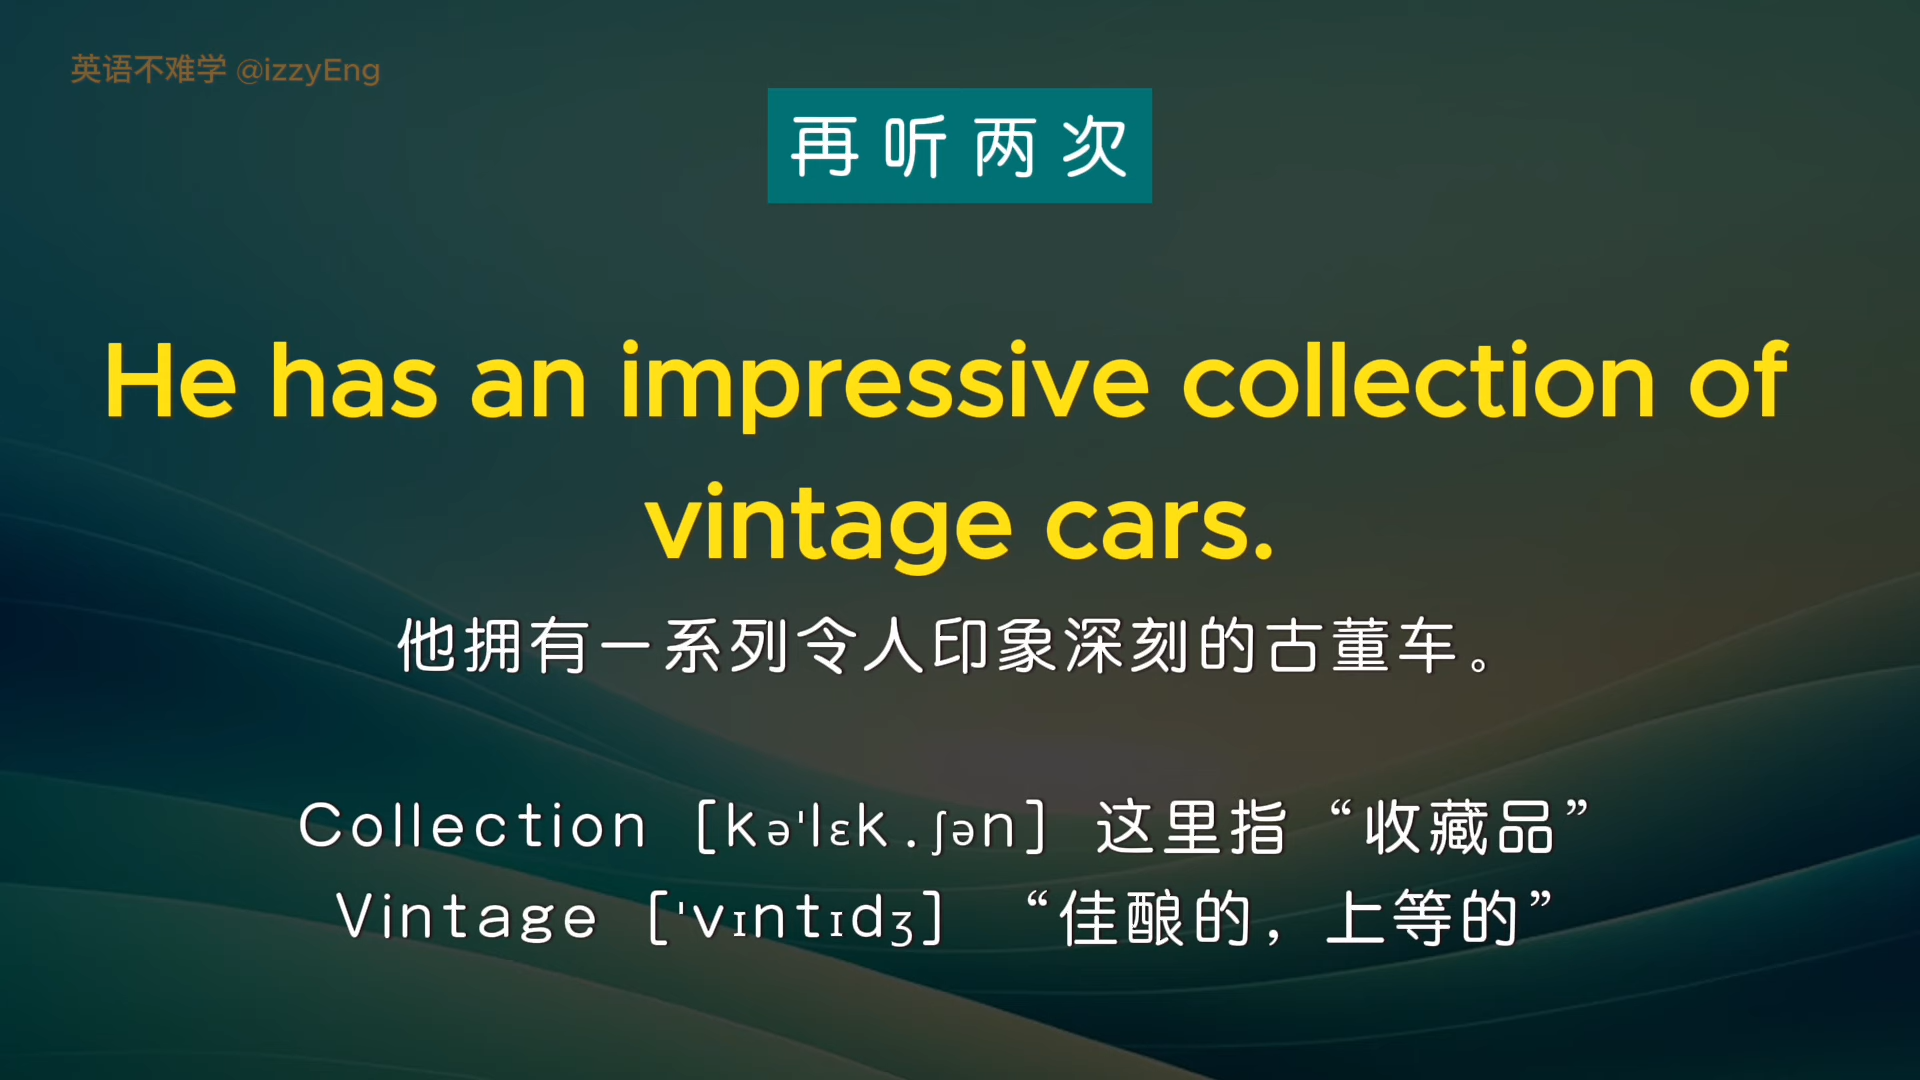 英语不难学 @izzyEng
再听两次
He has an impressive collection of
vintage cars.
他拥有一系列令人印象深刻的古董车。
Collection [kə'lɛk.ʃən] 这里指“收藏品”
Vintage ['vɪntɪdʒ] “佳酿的，上等的”